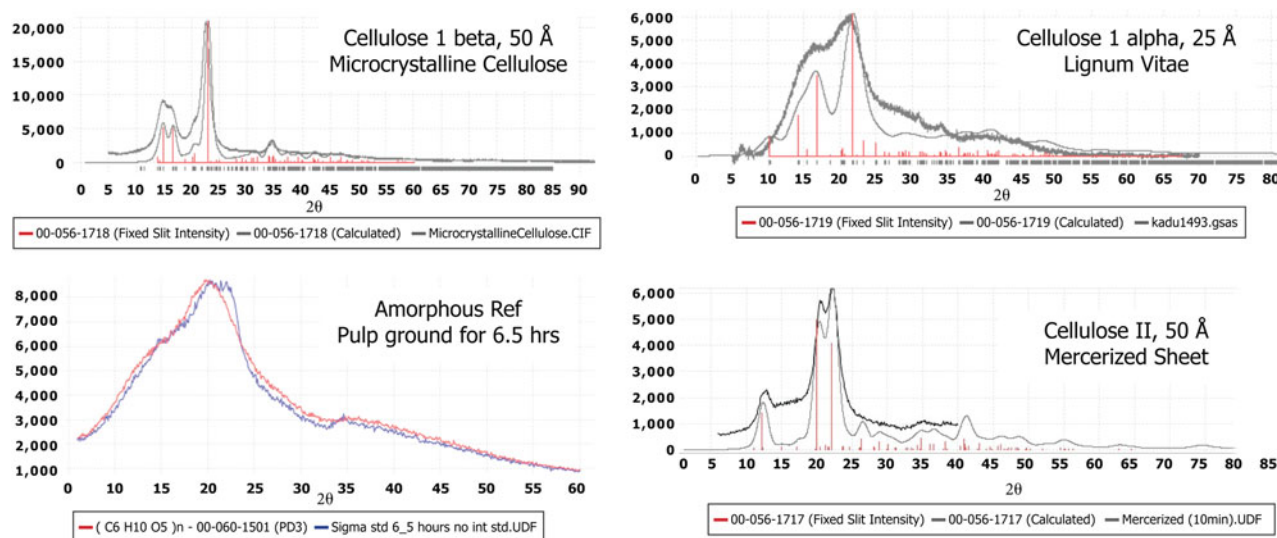 20,000
15,000
10,000
5,000
0
Cellulose 1 beta, 50 Å
Microcrystalline Cellulose
0 5 10 15 20 25 30 35 40 45 50 55 60 65 70 75 80 85 90
2θ
00-056-1718 (Fixed Slit Intensity) 00-056-1718 (Calculated) MicrocrystallineCellulose.CIF
6,000
5,000
4,000
3,000
2,000
1,000
0
Cellulose 1 alpha, 25 Å
Lignum Vitae
0 5 10 15 20 25 30 35 40 45 50 55 60 65 70 75 80
2θ
00-056-1719 (Fixed Slit Intensity) 00-056-1719 (Calculated) kadu1493.gsas
8,000
7,000
6,000
5,000
4,000
3,000
2,000
1,000
Amorphous Ref
Pulp ground for 6.5 hrs
0 10 15 20 25 30 35 35 45 50 55 60
2θ
( C6 H10 O5 )n - 00-060-1501 (PD3) Sigma std 6_5 hours no int std.UDF
6,000
5,000
4,000
3,000
2,000
1,000
0
Cellulose II, 50 Å
Mercerized Sheet
0 5 10 15 20 25 30 35 40 45 50 55 60 65 70 75 80 85
2θ
00-056-1717 (Fixed Slit Intensity) 00-056-1717 (Calculated) Mercerized (10min).UDF